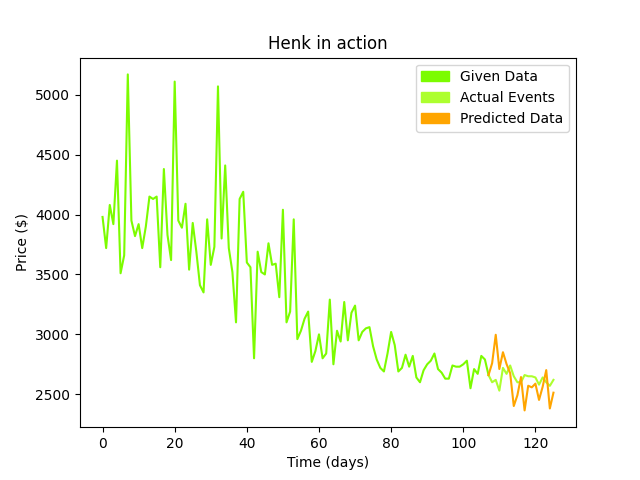 Henk in action
Given Data
Actual Events
Predicted Data
Price ($)
5000
4500
4000
3500
3000
2500
0 20 40 60 80 100 120
Time (days)